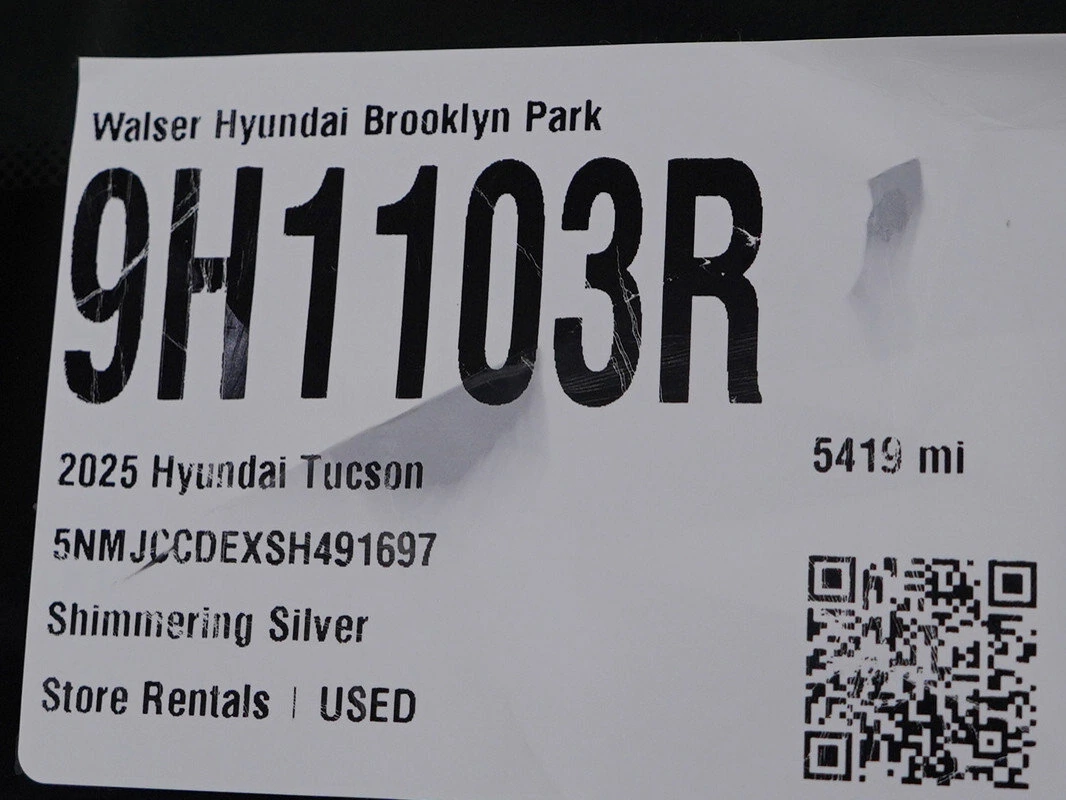 Walser Hyundai Brooklyn Park
9H1103R
2025 Hyundai Tucson
5419 mi
5NMJCCDEXSH491697
Shimmering Silver
Store Rentals | USED